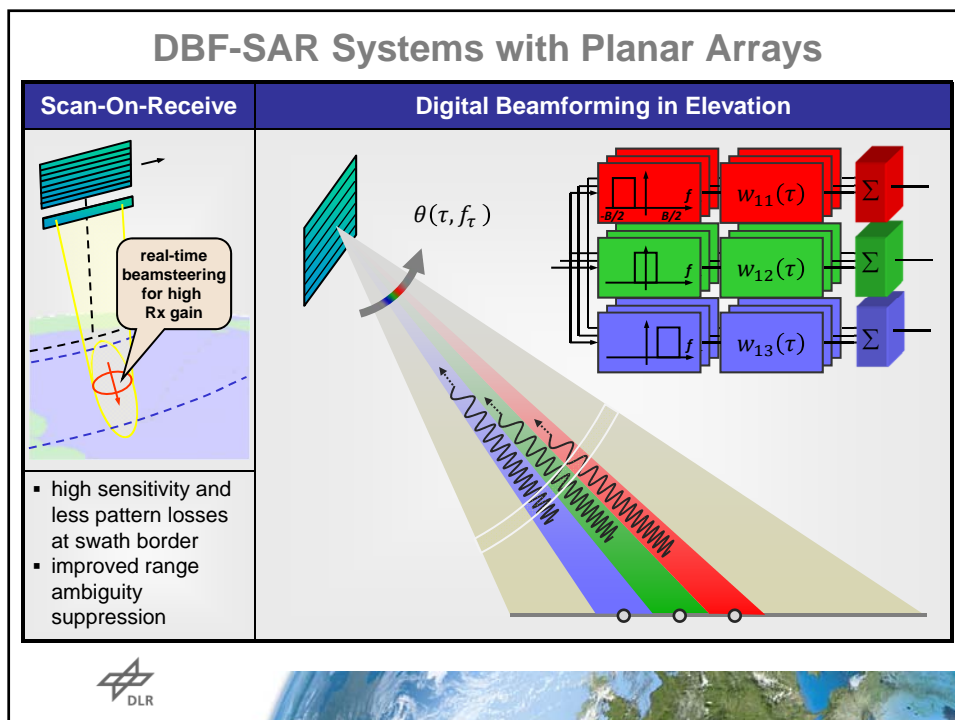 DBF-SAR Systems with Planar Arrays
Scan-On-Receive
Digital Beamforming in Elevation
real-time
beamsteering
for high
Rx gain
▪ high sensitivity and
less pattern losses
at swath border
▪ improved range
ambiguity
suppression
θ(τ, f_τ)
f
-B/2 B/2
w₁₁(τ)
Σ
f
w₁₂(τ)
Σ
f
w₁₃(τ)
Σ
DLR